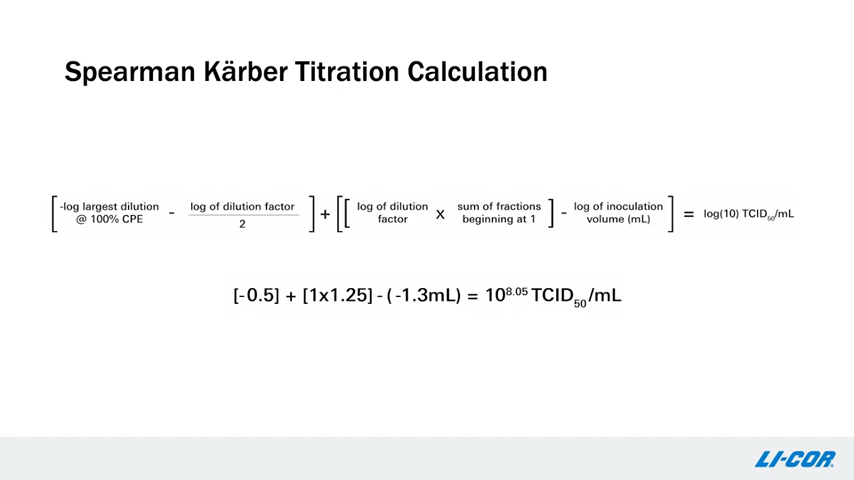 Spearman Kärber Titration Calculation
[-log largest dilution @ 100% CPE - log of dilution factor / 2] + [[log of dilution factor x sum of fractions beginning at 1] - log of inoculation volume (mL)] = log(10) TCID50/mL
[-0.5] + [1x1.25] - (-1.3mL) = 10^8.05 TCID50/mL
LI-COR®